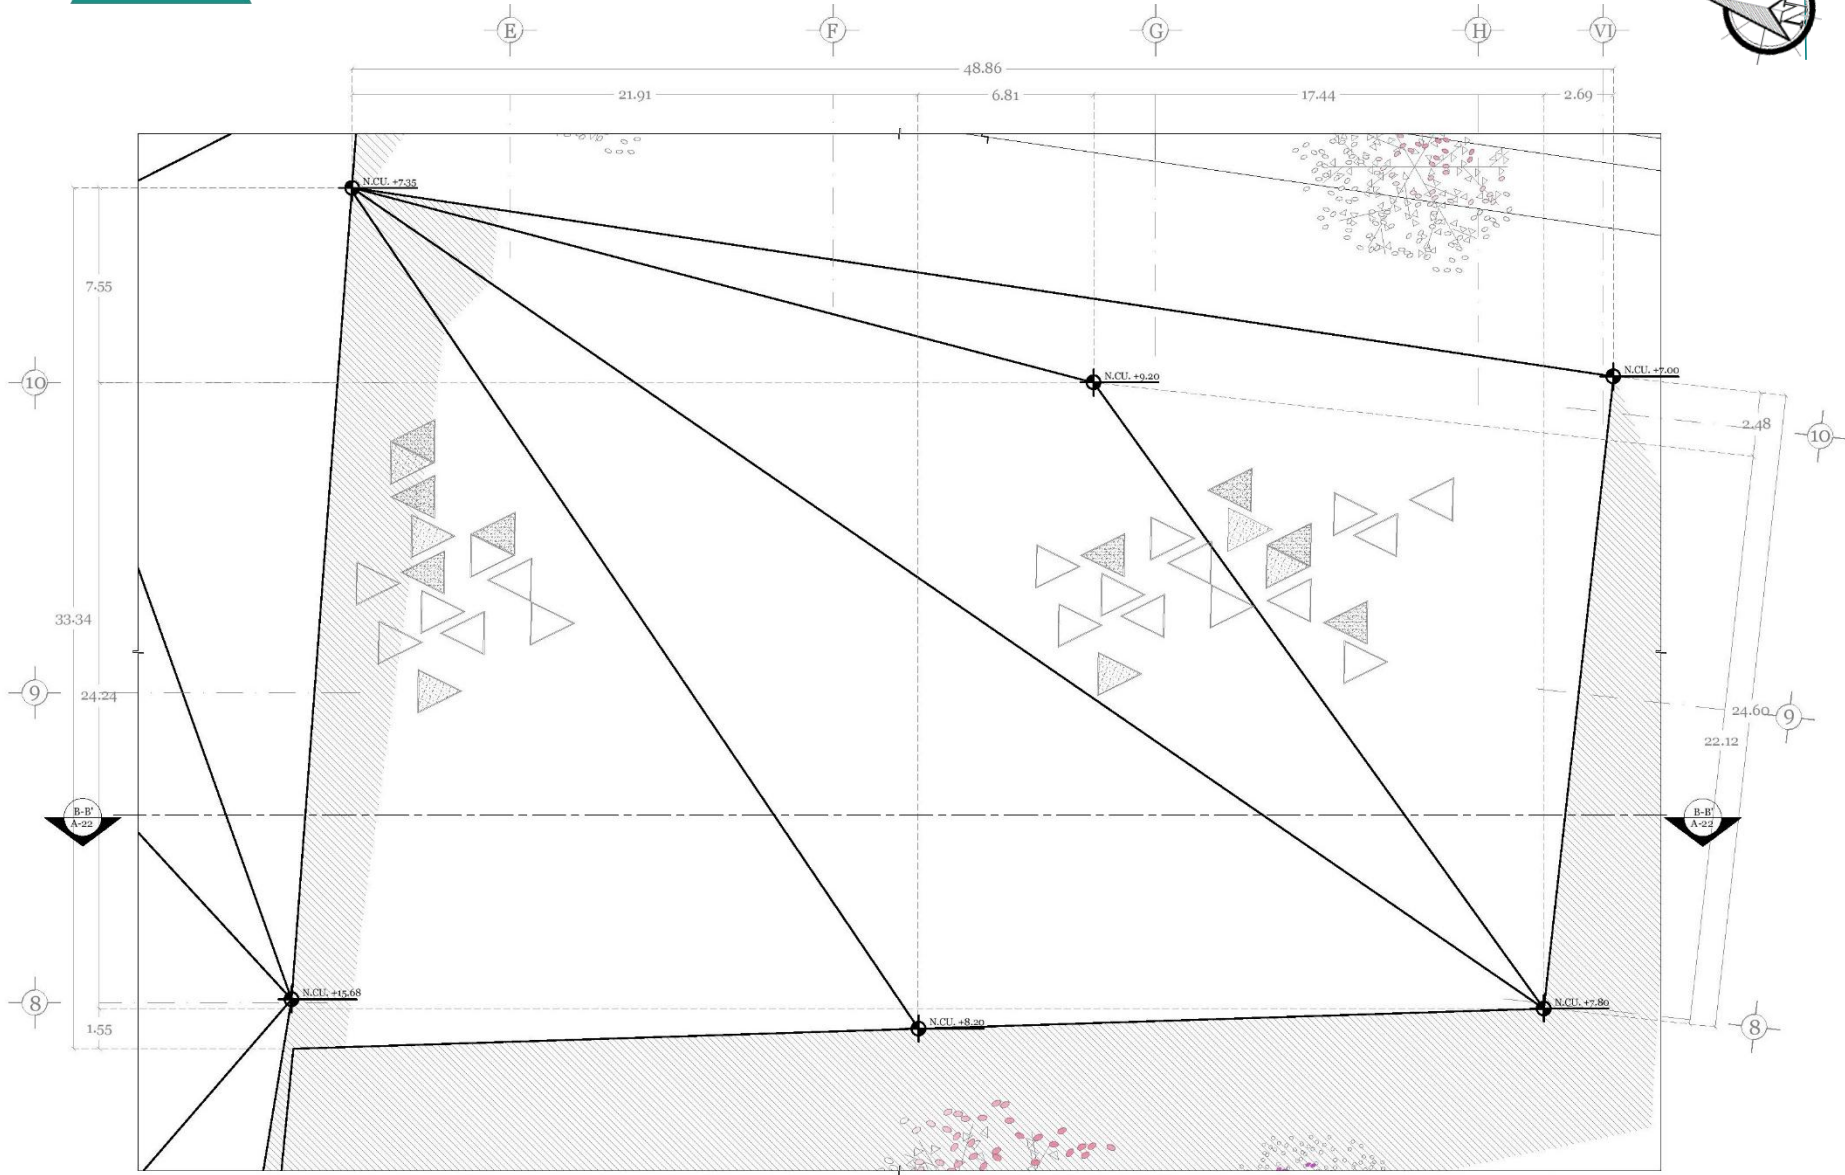 N
E
F
G
H
VI
48.86
21.91
6.81
17.44
2.69
N.CU. +7.35
7.55
10
N.CU. +9.20
N.CU. +7.00
2.48
10
33.34
9
24.24
24.60
9
22.12
B-B'
A-22
B-B'
A-22
8
N.CU. +15.68
1.55
N.CU. +8.20
N.CU. +7.80
8